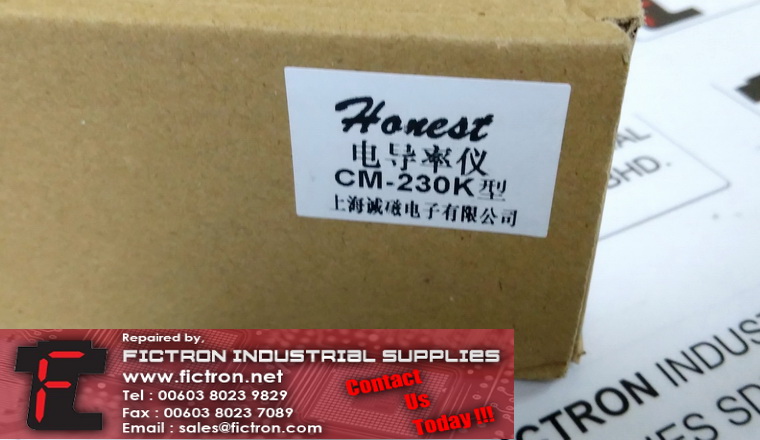 Honest
电导率仪
CM-230K型
上海诚磁电子有限公司
BHD.
Repaired by,
FICTRON INDUSTRIAL SUPPLIES
www.fictron.net
Tel : 00603 8023 9829
Fax : 00603 8023 7089
Email : sales@fictron.com
Contact
Us
Today !!!
CTRON INDUS
ES SD